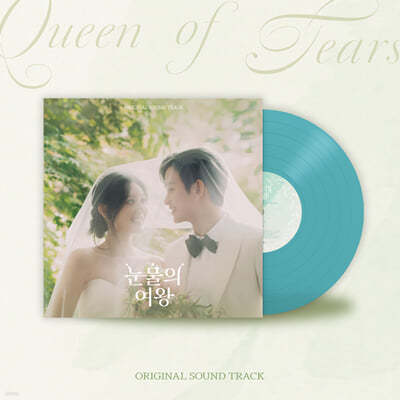 Queen of Tears
ORIGINAL SOUND TRACK
눈물의
여왕
ORIGINAL SOUND TRACK